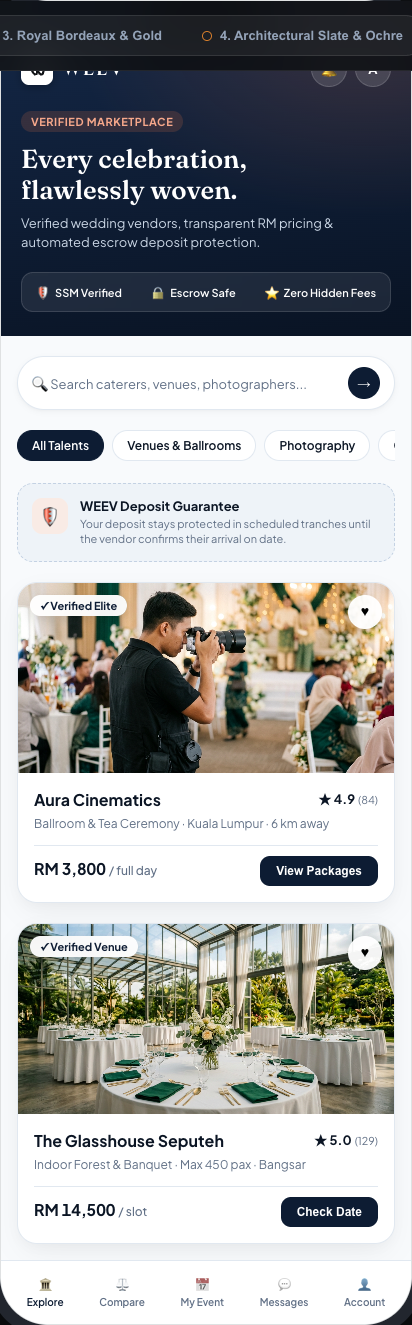 3. Royal Bordeaux & Gold
4. Architectural Slate & Ochre
WEEV
VERIFIED MARKETPLACE
Every celebration,
flawlessly woven.
Verified wedding vendors, transparent RM pricing &
automated escrow deposit protection.
SSM Verified
Escrow Safe
Zero Hidden Fees
Search caterers, venues, photographers...
All Talents
Venues & Ballrooms
Photography
WEEV Deposit Guarantee
Your deposit stays protected in scheduled tranches until
the vendor confirms their arrival on date.
✓Verified Elite
Aura Cinematics
★ 4.9 (84)
Ballroom & Tea Ceremony · Kuala Lumpur · 6 km away
RM 3,800 / full day
View Packages
✓Verified Venue
The Glasshouse Seputeh
★ 5.0 (129)
Indoor Forest & Banquet · Max 450 pax · Bangsar
RM 14,500 / slot
Check Date
Explore
Compare
My Event
Messages
Account